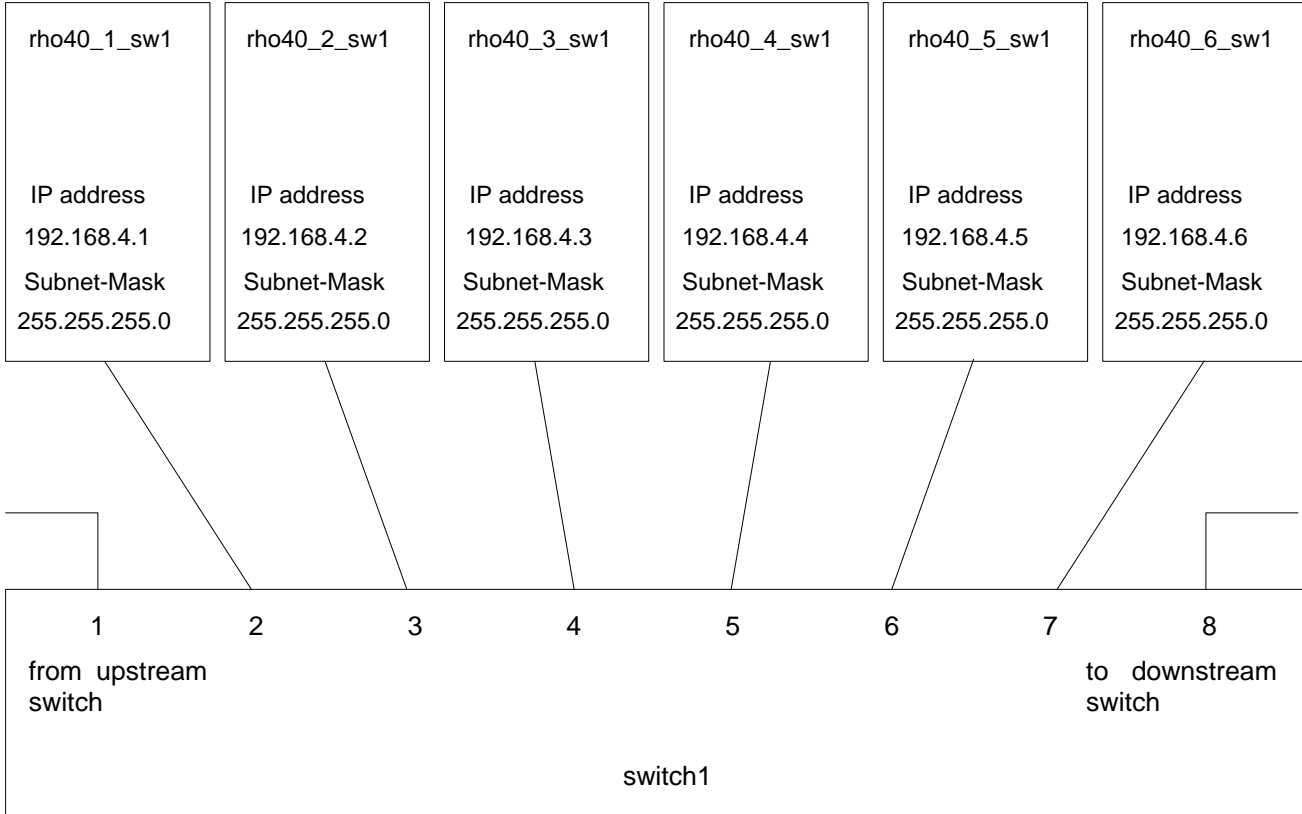 rho40_1_sw1
IP address
192.168.4.1
Subnet-Mask
255.255.255.0
rho40_2_sw1
IP address
192.168.4.2
Subnet-Mask
255.255.255.0
rho40_3_sw1
IP address
192.168.4.3
Subnet-Mask
255.255.255.0
rho40_4_sw1
IP address
192.168.4.4
Subnet-Mask
255.255.255.0
rho40_5_sw1
IP address
192.168.4.5
Subnet-Mask
255.255.255.0
rho40_6_sw1
IP address
192.168.4.6
Subnet-Mask
255.255.255.0
1 2 3 4 5 6 7 8
from upstream
switch
to downstream
switch
switch1